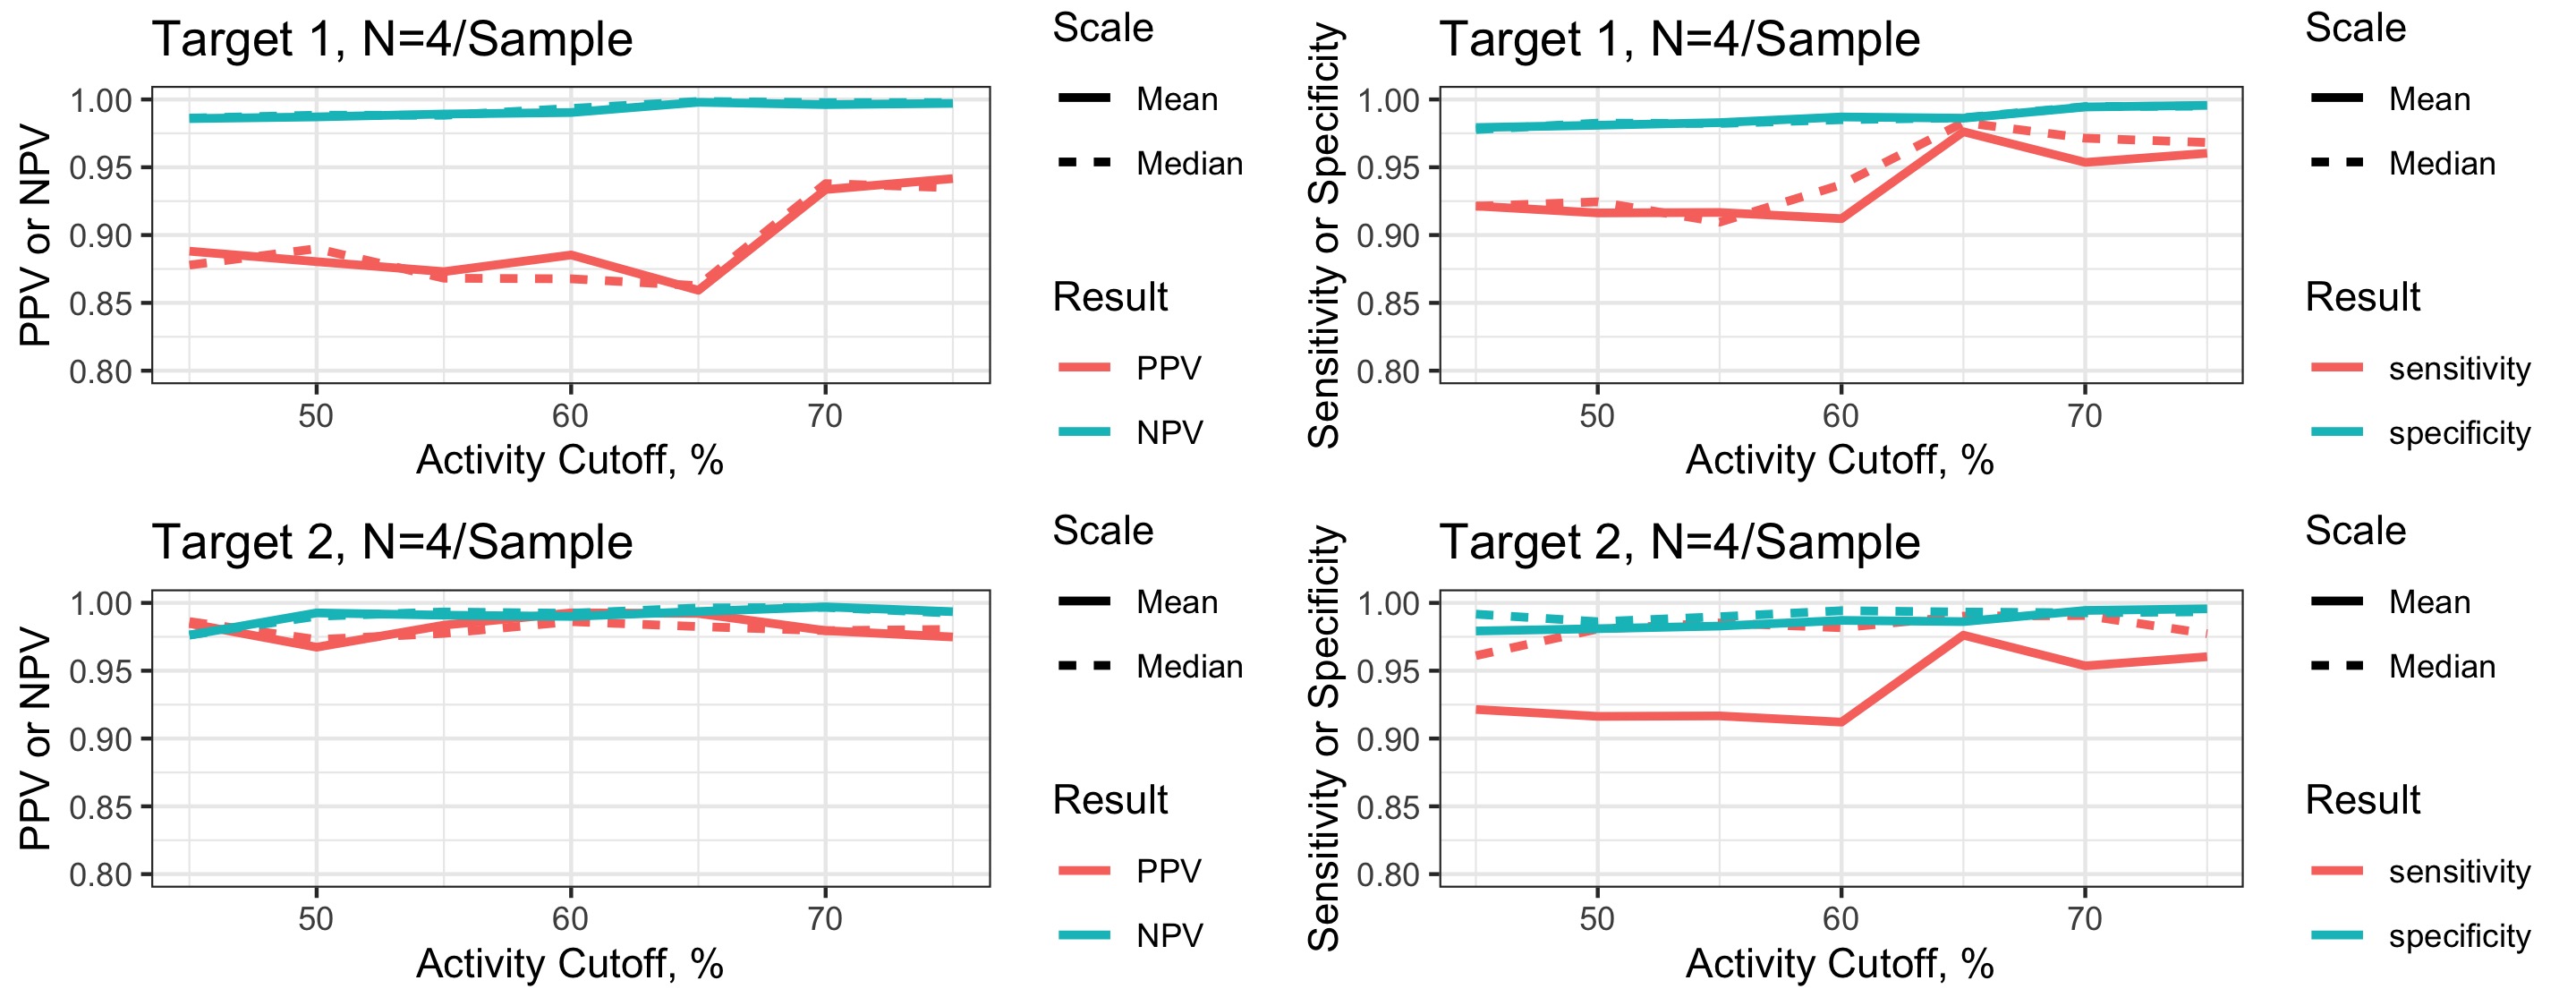 Target 1, N=4/Sample
PPV or NPV
1.00
0.95
0.90
0.85
0.80
50 60 70
Activity Cutoff, %
Scale
Mean
Median
Result
PPV
NPV
Target 1, N=4/Sample
Sensitivity or Specificity
1.00
0.95
0.90
0.85
0.80
50 60 70
Activity Cutoff, %
Scale
Mean
Median
Result
sensitivity
specificity
Target 2, N=4/Sample
PPV or NPV
1.00
0.95
0.90
0.85
0.80
50 60 70
Activity Cutoff, %
Scale
Mean
Median
Result
PPV
NPV
Target 2, N=4/Sample
Sensitivity or Specificity
1.00
0.95
0.90
0.85
0.80
50 60 70
Activity Cutoff, %
Scale
Mean
Median
Result
sensitivity
specificity